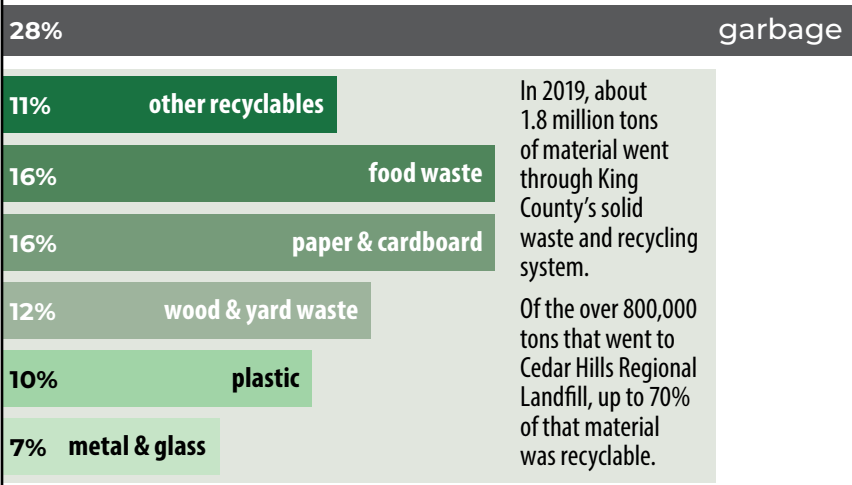 28% garbage
11% other recyclables
16% food waste
16% paper & cardboard
12% wood & yard waste
10% plastic
7% metal & glass
In 2019, about
1.8 million tons
of material went
through King
County’s solid
waste and recycling
system.
Of the over 800,000
tons that went to
Cedar Hills Regional
Landfill, up to 70%
of that material
was recyclable.